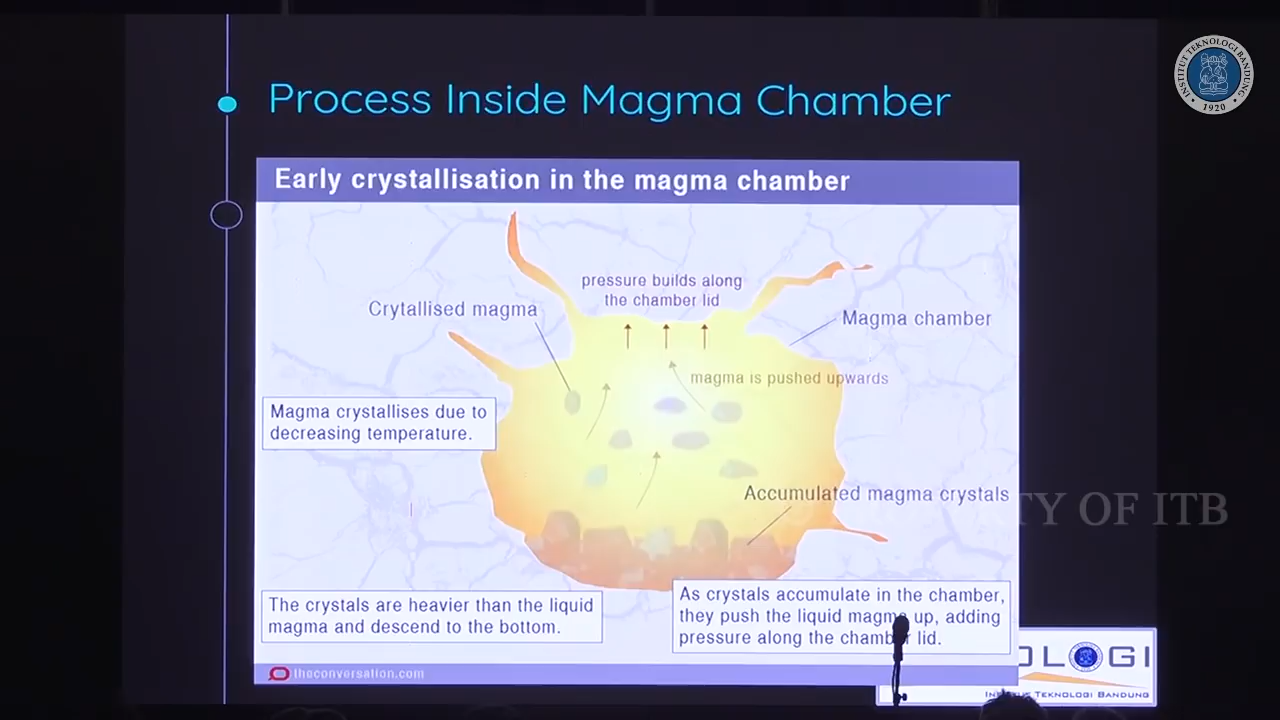 Process Inside Magma Chamber
INSTITUT TEKNOLOGI BANDUNG
1920
Early crystallisation in the magma chamber
pressure builds along
the chamber lid
Crytallised magma
Magma chamber
magma is pushed upwards
Magma crystallises due to
decreasing temperature.
Accumulated magma crystals
TY OF ITB
The crystals are heavier than the liquid
magma and descend to the bottom.
As crystals accumulate in the chamber,
they push the liquid magma up, adding
pressure along the chamber lid.
theconversation.com
OLOGI
INSTITUT TEKNOLOGI BANDUNG